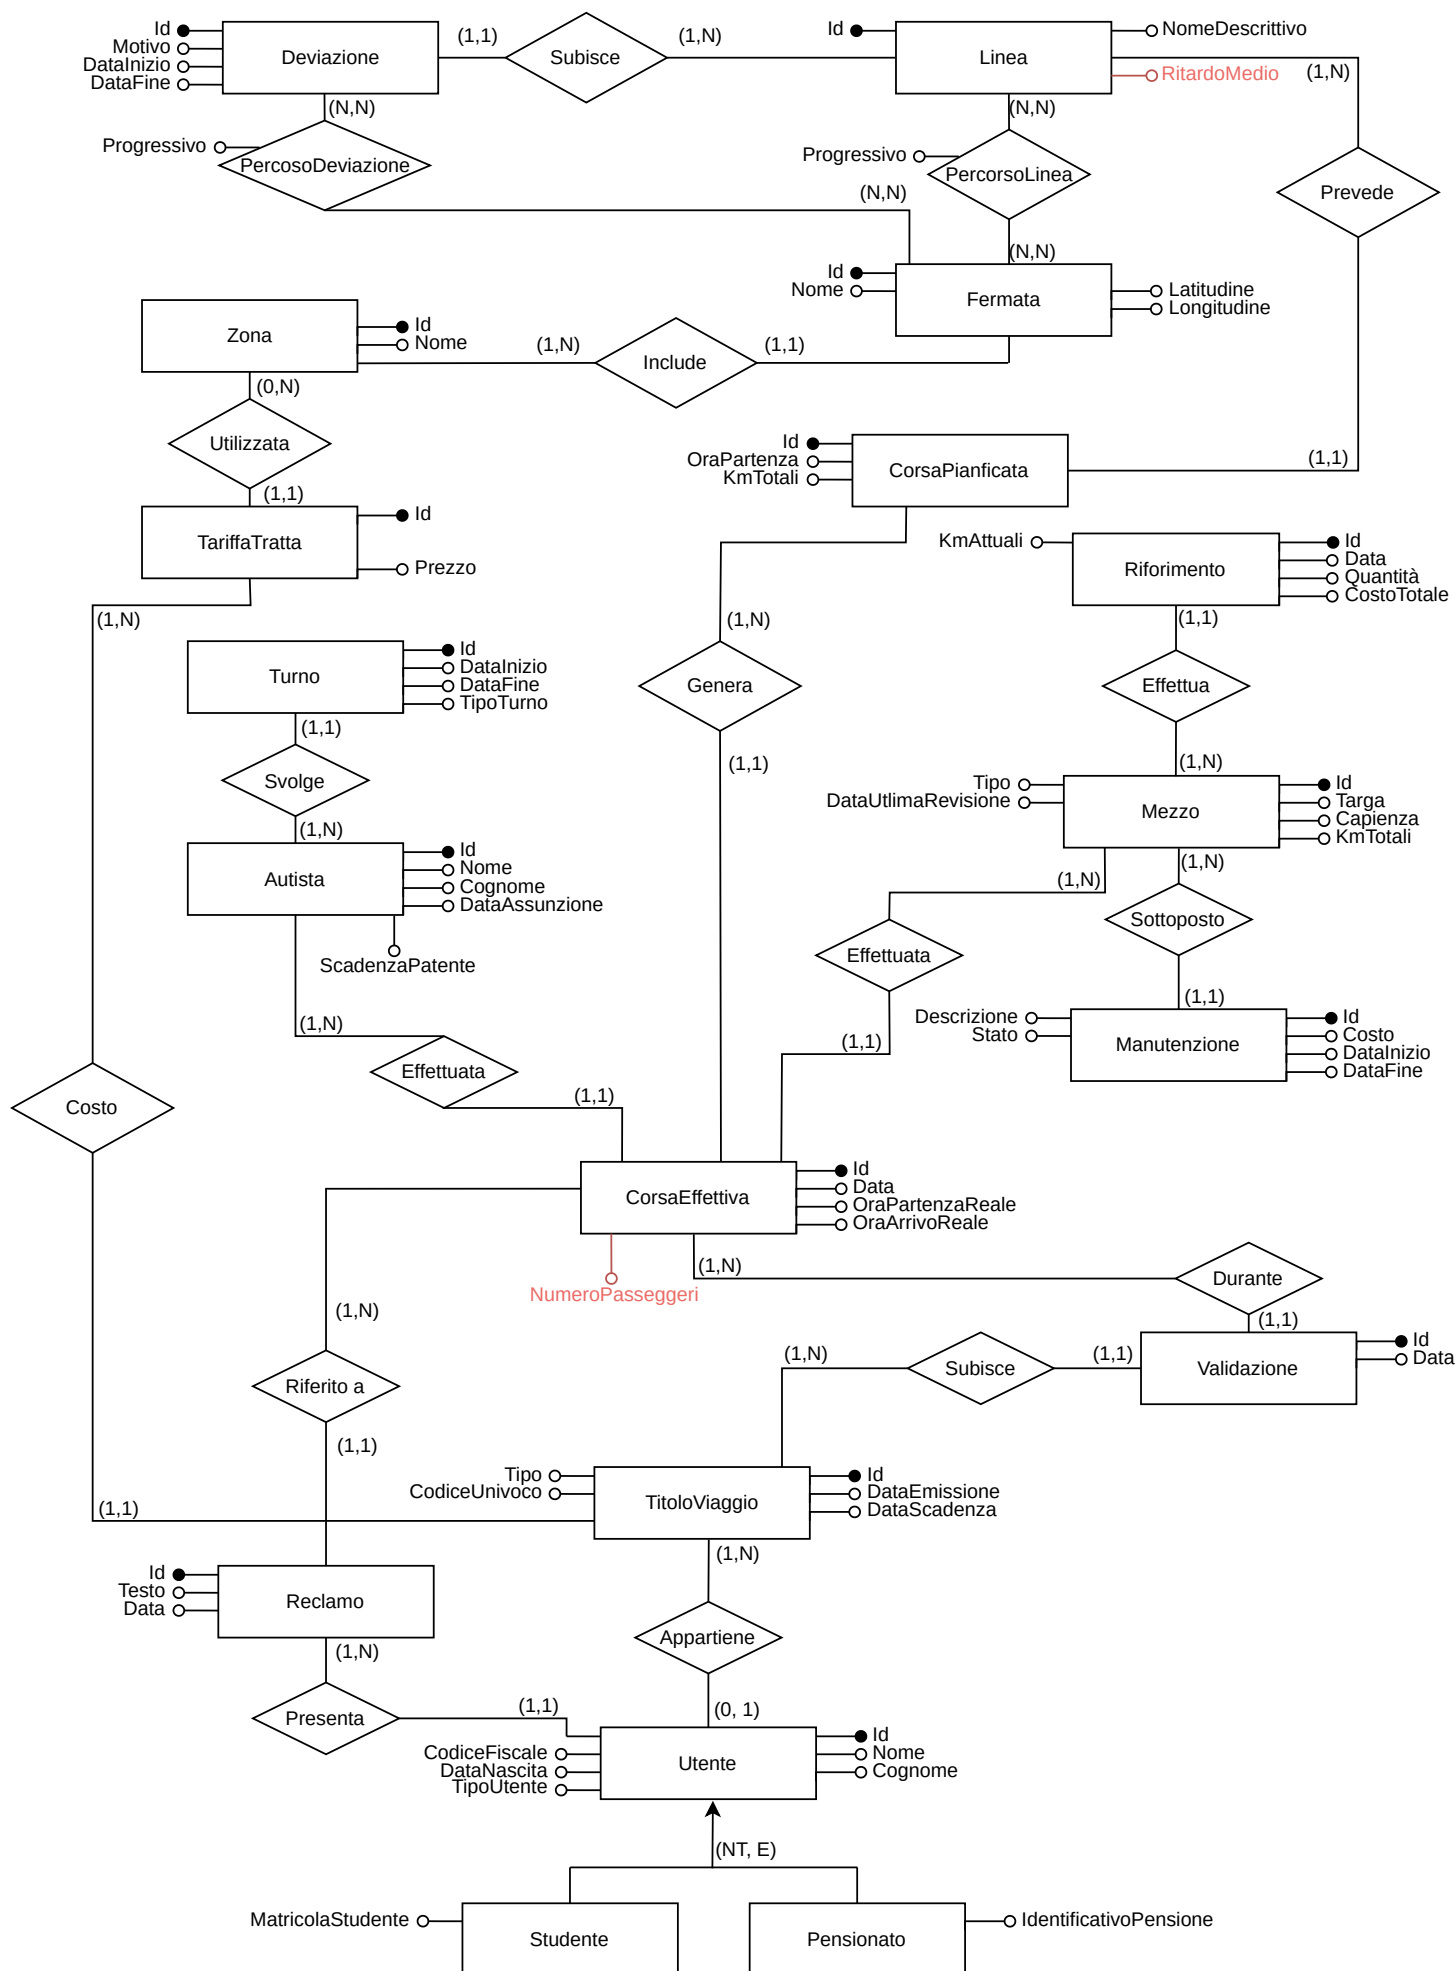 Id
Motivo
DataInizio
DataFine
Deviazione
(1,1)
Subisce
(1,N)
Id
Linea
NomeDescrittivo
RitardoMedio
(1,N)
(N,N)
Progressivo
PercosoDeviazione
(N,N)
Progressivo
PercorsoLinea
(N,N)
(N,N)
Prevede
Id
Nome
Fermata
Latitudine
Longitudine
Zona
Id
Nome
(1,N)
Include
(1,1)
(0,N)
Utilizzata
(1,1)
Id
OraPartenza
KmTotali
CorsaPianficata
(1,1)
TariffaTratta
Id
Prezzo
(1,N)
KmAttuali
Riforimento
Id
Data
Quantità
CostoTotale
(1,N)
(1,1)
Turno
Id
DataInizio
DataFine
TipoTurno
Genera
Effettua
(1,1)
(1,1)
(1,N)
Svolge
Tipo
DataUtlimaRevisione
Mezzo
Id
Targa
Capienza
KmTotali
(1,N)
Autista
Id
Nome
Cognome
DataAssunzione
ScadenzaPatente
(1,N)
(1,N)
Sottoposto
Effettuata
(1,1)
(1,N)
(1,1)
Descrizione
Stato
Manutenzione
Id
Costo
DataInizio
DataFine
Effettuata
(1,1)
Costo
CorsaEffettiva
Id
Data
OraPartenzaReale
OraArrivoReale
NumeroPasseggeri
(1,N)
Durante
(1,1)
(1,N)
Riferito a
(1,1)
(1,N)
Subisce
(1,1)
Validazione
Id
Data
(1,1)
Tipo
CodiceUnivoco
TitoloViaggio
Id
DataEmissione
DataScadenza
(1,N)
Id
Testo
Data
Reclamo
(1,N)
Appartiene
Presenta
(1,1)
(0, 1)
CodiceFiscale
DataNascita
TipoUtente
Utente
Id
Nome
Cognome
(NT, E)
MatricolaStudente
Studente
Pensionato
IdentificativoPensione